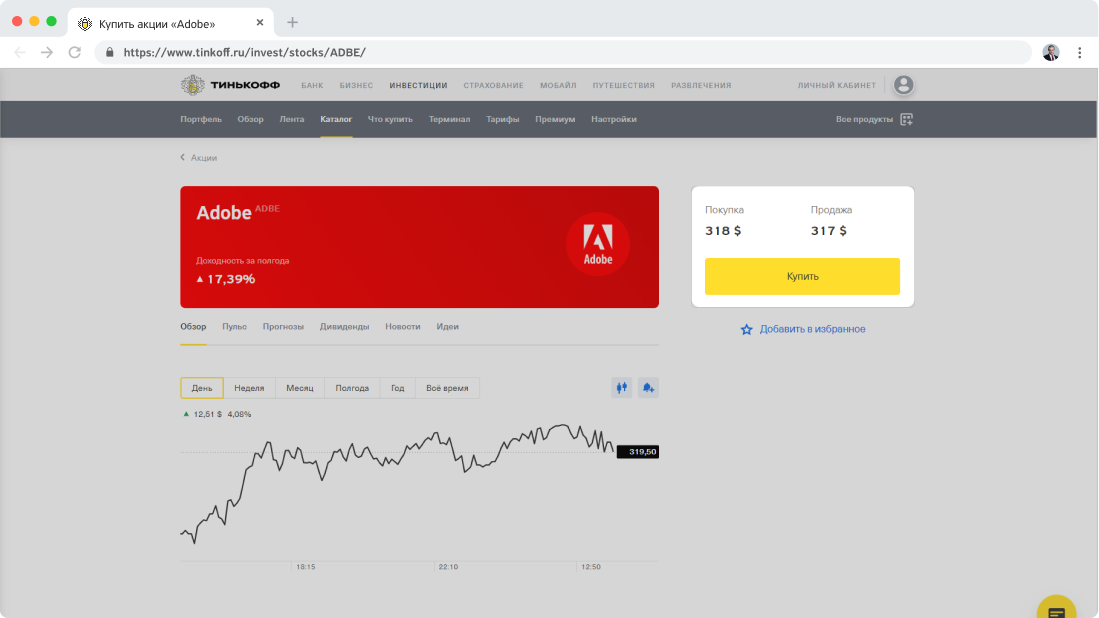 Купить акции «Adobe»
https://www.tinkoff.ru/invest/stocks/ADBE/
ТИНЬКОФФ БАНК БИЗНЕС ИНВЕСТИЦИИ СТРАХОВАНИЕ МОБАЙЛ ПУТЕШЕСТВИЯ РАЗВЛЕЧЕНИЯ ЛИЧНЫЙ КАБИНЕТ
Портфель Обзор Лента Каталог Что купить Терминал Тарифы Премиум Настройки Все продукты
Акции
Adobe ADBE
Доходность за полгода
17,39%
Adobe
Покупка Продажа
318 $ 317 $
Купить
Добавить в избранное
Обзор Пульс Прогнозы Дивиденды Новости Идеи
День Неделя Месяц Полгода Год Всё время
12,51 $ 4,08%
319,50
18:15 22:10 12:50